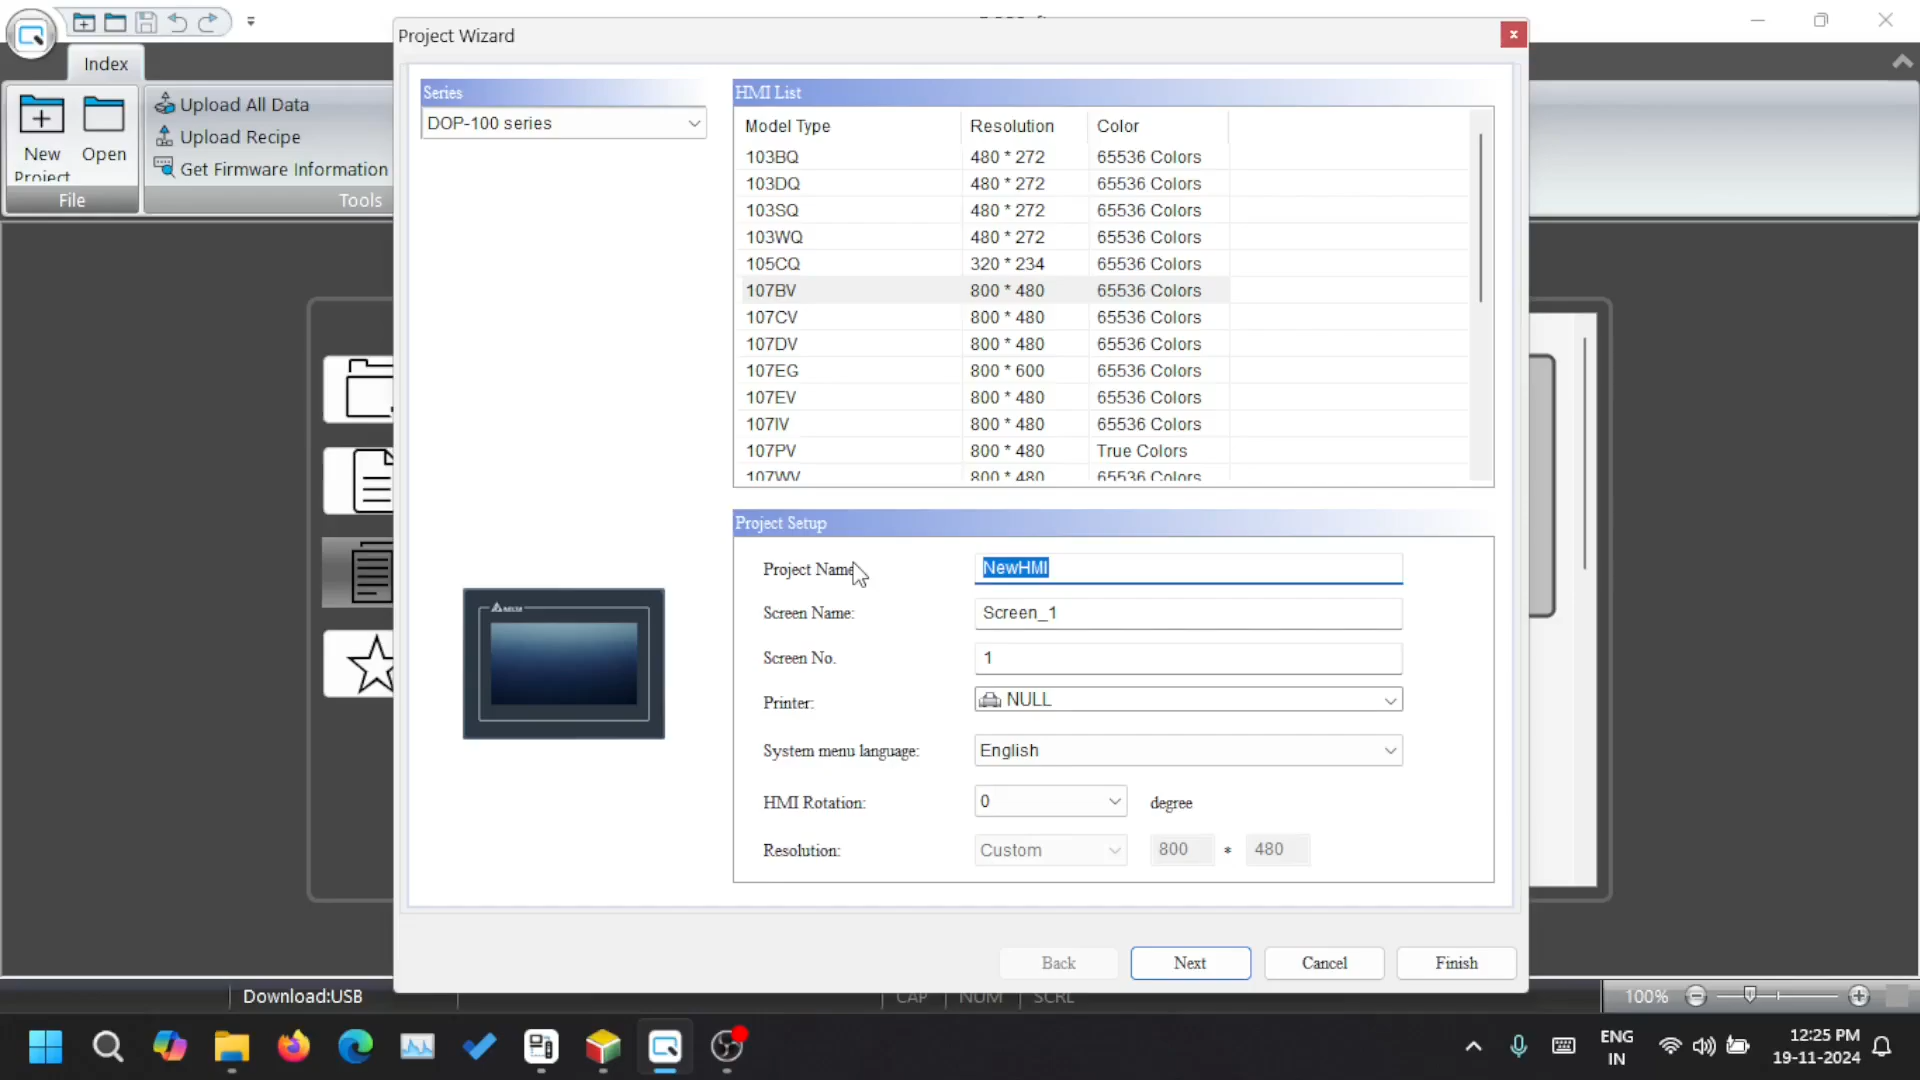 Project Wizard
Index
New Project
Open
File
Upload All Data
Upload Recipe
Get Firmware Information
Tools
Series
DOP-100 series
HMI List
Model Type Resolution Color
103BQ 480 * 272 65536 Colors
103DQ 480 * 272 65536 Colors
103SQ 480 * 272 65536 Colors
103WQ 480 * 272 65536 Colors
105CQ 320 * 234 65536 Colors
107BV 800 * 480 65536 Colors
107CV 800 * 480 65536 Colors
107DV 800 * 480 65536 Colors
107EG 800 * 600 65536 Colors
107EV 800 * 480 65536 Colors
107IV 800 * 480 65536 Colors
107PV 800 * 480 True Colors
107WV 800 * 480 65536 Colors
Project Setup
Project Name
NewHMI
Screen Name:
Screen_1
Screen No.
1
Printer:
NULL
System menu language:
English
HMI Rotation:
0
degree
Resolution:
Custom
800 * 480
Back
Next
Cancel
Finish
Download:USB
CAP
NUM
SCRL
100%
ENG
IN
12:25 PM
19-11-2024